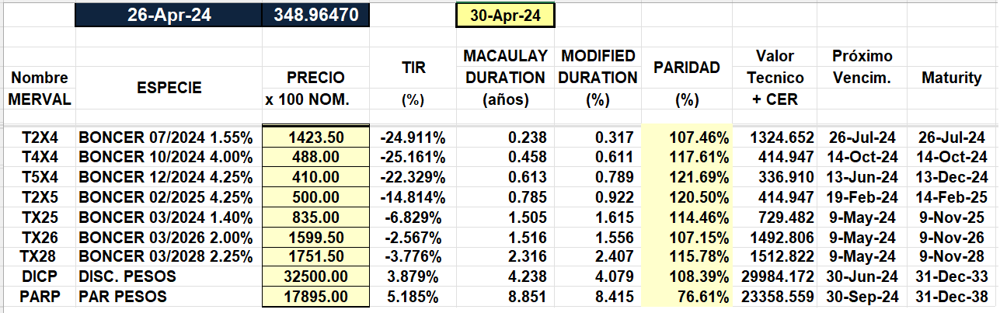 26-Apr-24 348.96470 30-Apr-24
MACAULAY MODIFIED Valor Próximo
TIR PARIDAD
Nombre PRECIO DURATION DURATION Tecnico Vencim. Maturity
ESPECIE
MERVAL x 100 NOM. (%) (años) (%) (%) + CER
T2X4 BONCER 07/2024 1.55% 1423.50 -24.911% 0.238 0.317 107.46% 1324.652 26-Jul-24 26-Jul-24
T4X4 BONCER 10/2024 4.00% 488.00 -25.161% 0.458 0.611 117.61% 414.947 14-Oct-24 14-Oct-24
T5X4 BONCER 12/2024 4.25% 410.00 -22.329% 0.613 0.789 121.69% 336.910 13-Jun-24 13-Dec-24
T2X5 BONCER 02/2025 4.25% 500.00 -14.814% 0.785 0.922 120.50% 414.947 19-Feb-24 14-Feb-25
TX25 BONCER 03/2024 1.40% 835.00 -6.829% 1.505 1.615 114.46% 729.482 9-May-24 9-Nov-25
TX26 BONCER 03/2026 2.00% 1599.50 -2.567% 1.516 1.556 107.15% 1492.806 9-May-24 9-Nov-26
TX28 BONCER 03/2028 2.25% 1751.50 -3.776% 2.316 2.407 115.78% 1512.822 9-May-24 9-Nov-28
DICP DISC. PESOS 32500.00 3.879% 4.238 4.079 108.39% 29984.172 30-Jun-24 31-Dec-33
PARP PAR PESOS 17895.00 5.185% 8.851 8.415 76.61% 23358.559 30-Sep-24 31-Dec-38